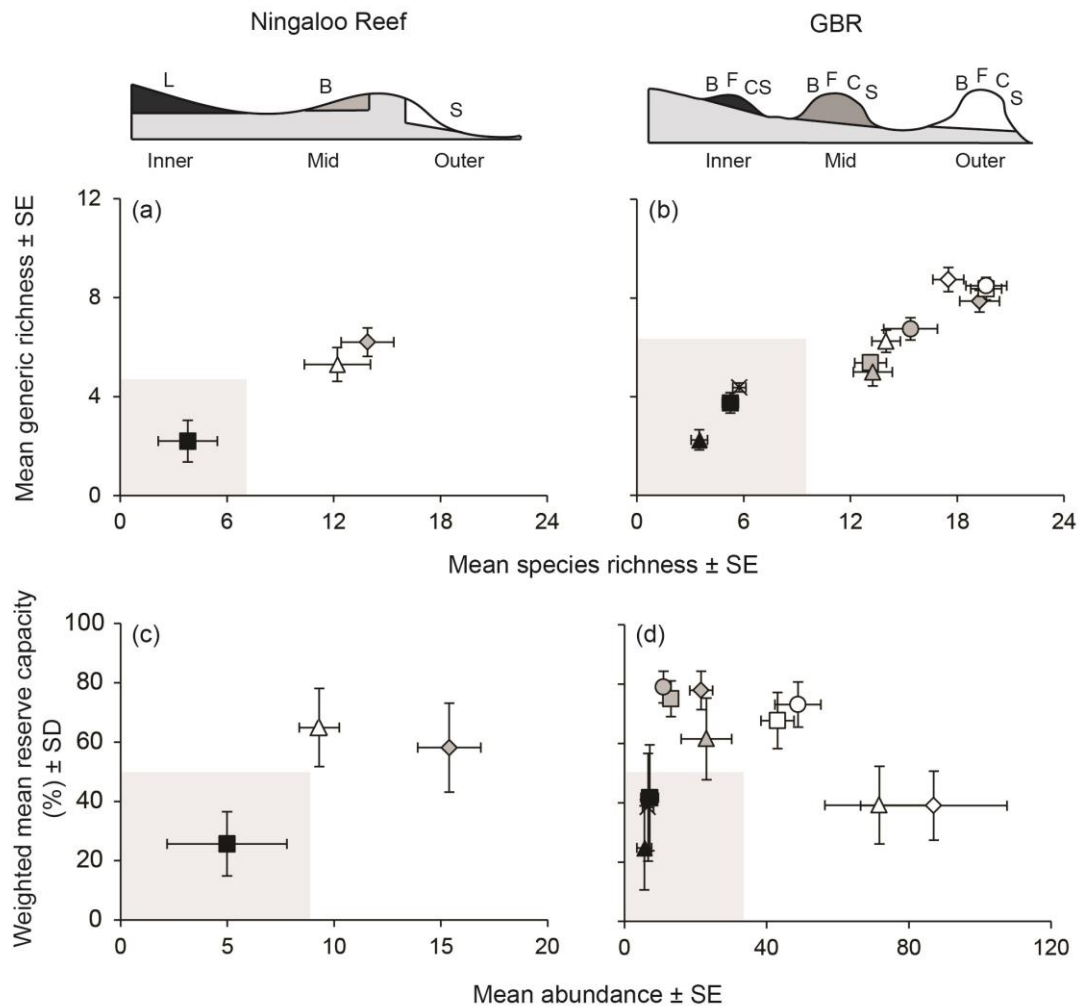 Ningaloo Reef
GBR
L
B
S
B F CS
B F C S
B F C S
Inner Mid Outer
Inner Mid Outer
Mean generic richness ± SE
(a)
12
8
4
0
0 6 12 18 24
(b)
0 6 12 18 24
Mean species richness ± SE
Weighted mean reserve capacity
(%) ± SD
(c)
100
80
60
40
20
0
0 5 10 15 20
(d)
0 40 80 120
Mean abundance ± SE